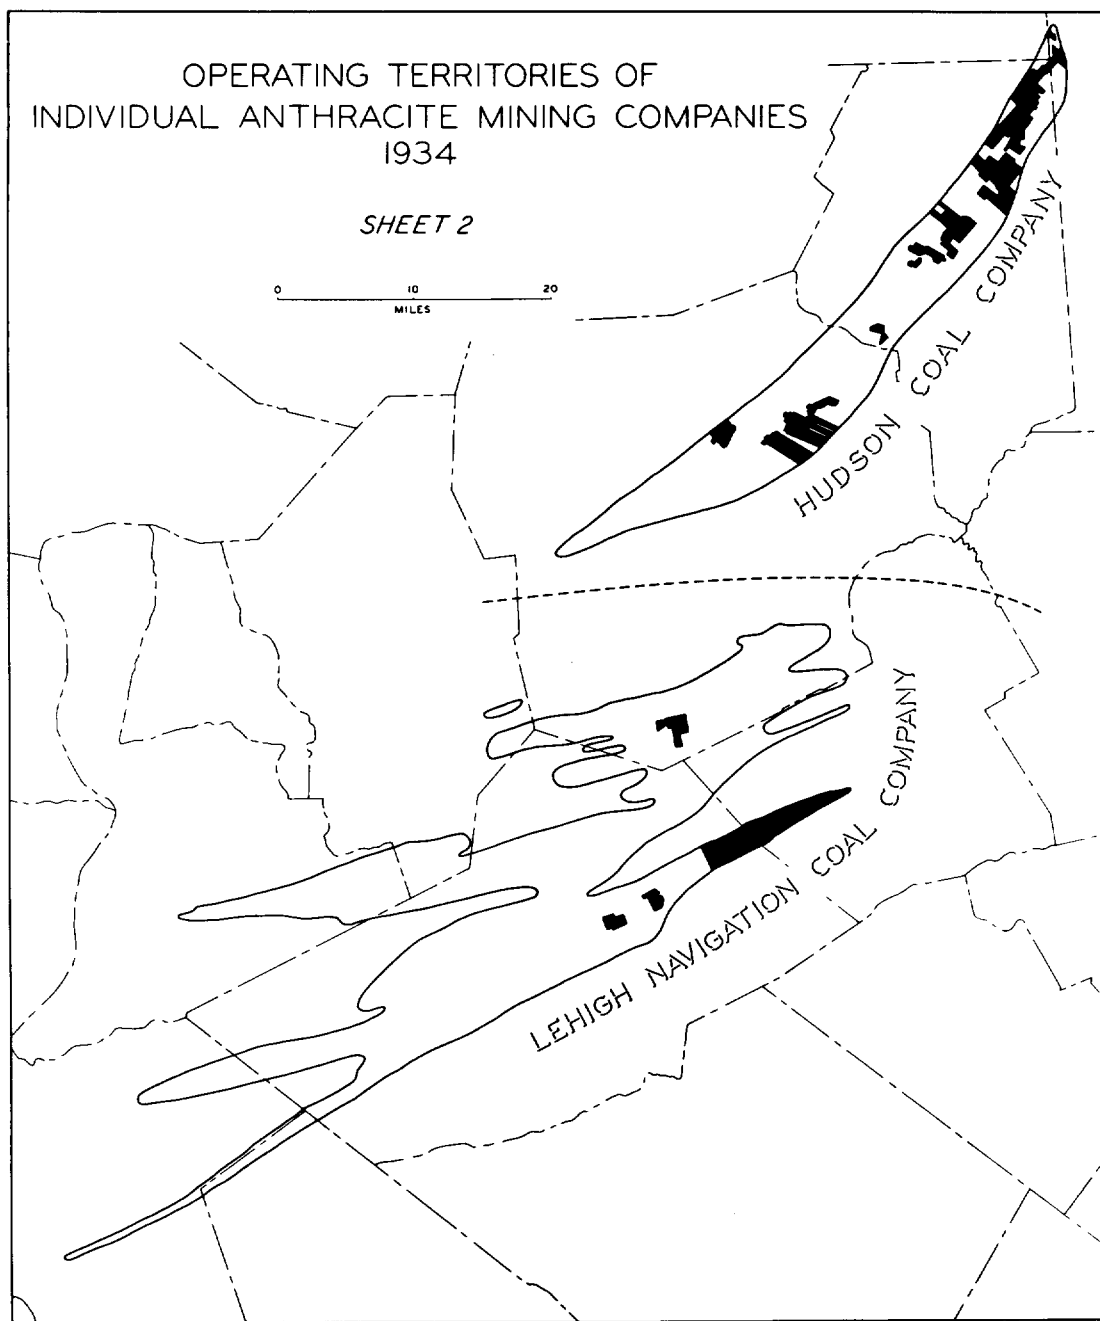 OPERATING TERRITORIES OF
INDIVIDUAL ANTHRACITE MINING COMPANIES
1934
SHEET 2
0 10 20
MILES
HUDSON COAL COMPANY
LEHIGH NAVIGATION COAL COMPANY